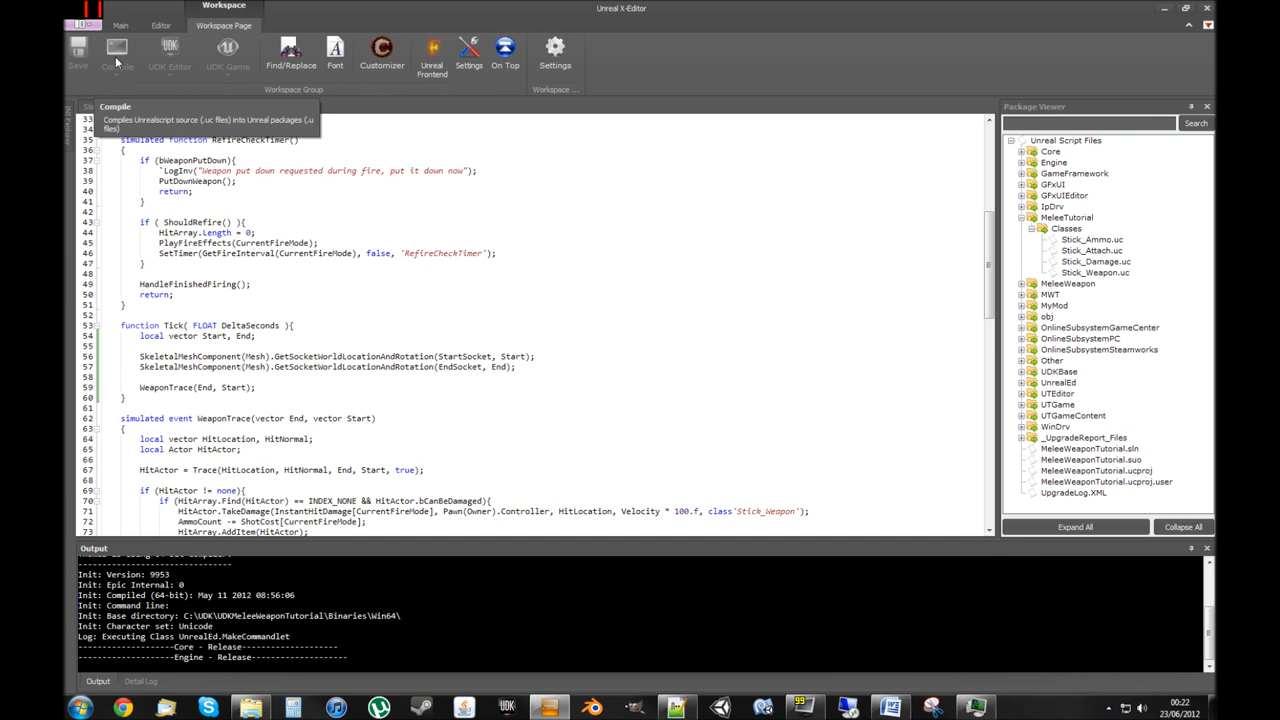 Workspace
Unreal X-Editor
Main
Editor
Workspace Page
Save
Compile
UDK Editor
UDK Game
Find/Replace
Font
Customizer
Unreal Frontend
Settings
On Top
Settings
Workspace Group
Workspace ...
Compile
Compiles Unrealscript source (.uc files) into Unreal packages (.u
files)
Package Viewer
Search
33
34
35 simulated function RefireCheckTimer()
36 {
37 if (bWeaponPutDown){
38 `LogInv("Weapon put down requested during fire, put it down now");
39 PutDownWeapon();
40 return;
41 }
42
43 if ( ShouldRefire() ){
44 HitArray.Length = 0;
45 PlayFireEffects(CurrentFireMode);
46 SetTimer(GetFireInterval(CurrentFireMode), false, 'RefireCheckTimer');
47 }
48
49 HandleFinishedFiring();
50 return;
51 }
52
53 function Tick( FLOAT DeltaSeconds ){
54 local vector Start, End;
55
56 SkeletalMeshComponent(Mesh).GetSocketWorldLocationAndRotation(StartSocket, Start);
57 SkeletalMeshComponent(Mesh).GetSocketWorldLocationAndRotation(EndSocket, End);
58
59 WeaponTrace(End, Start);
60 }
61
62 simulated event WeaponTrace(vector End, vector Start)
63 {
64 local vector HitLocation, HitNormal;
65 local Actor HitActor;
66
67 HitActor = Trace(HitLocation, HitNormal, End, Start, true);
68
69 if (HitActor != none){
70 if (HitArray.Find(HitActor) == INDEX_NONE && HitActor.bCanBeDamaged){
71 HitActor.TakeDamage(InstantHitDamage[CurrentFireMode], Pawn(Owner).Controller, HitLocation, Velocity * 100.f, class'Stick_Weapon');
72 AmmoCount -= ShotCost[CurrentFireMode];
73 HitArray.AddItem(HitActor);
Unreal Script Files
Core
Engine
GameFramework
GFxUI
GFxUIEditor
IpDrv
MeleeTutorial
Classes
Stick_Ammo.uc
Stick_Attach.uc
Stick_Damage.uc
Stick_Weapon.uc
MeleeWeapon
MWT
MyMod
obj
OnlineSubsystemGameCenter
OnlineSubsystemPC
OnlineSubsystemSteamworks
Other
UDKBase
UnrealEd
UTEditor
UTGame
UTGameContent
WinDrv
_UpgradeReport_Files
MeleeWeaponTutorial.sln
MeleeWeaponTutorial.suo
MeleeWeaponTutorial.ucproj
MeleeWeaponTutorial.ucproj.user
UpgradeLog.XML
Expand All
Collapse All
Output
Init: Version: 9953
Init: Epic Internal: 0
Init: Compiled (64-bit): May 11 2012 08:56:06
Init: Command line:
Init: Base directory: C:\UDK\UDKMeleeWeaponTutorial\Binaries\Win64\
Init: Character set: Unicode
Log: Executing Class UnrealEd.MakeCommandlet
--------------------Core - Release--------------------
--------------------Engine - Release--------------------
Output
Detail Log
99
00:22
23/06/2012